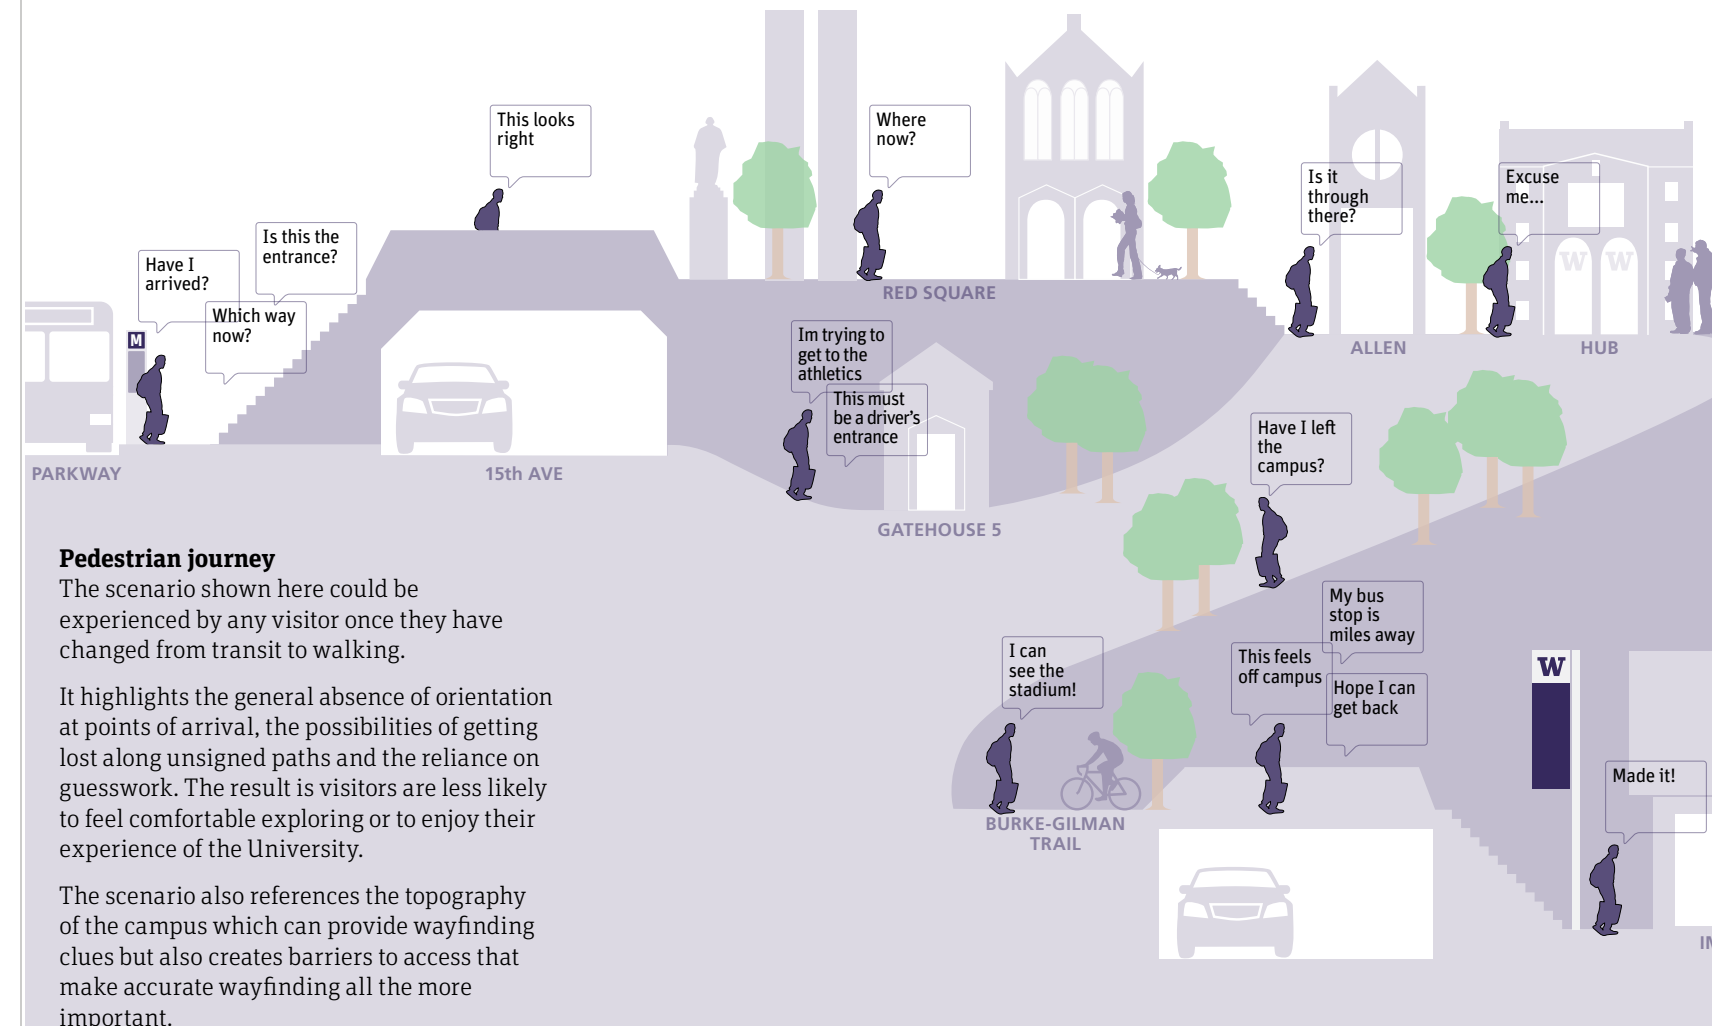 This looks
right
Where
now?
Is it
through
there?
Excuse
me...
Is this the
entrance?
Have I
arrived?
Which way
now?
M
W W
RED SQUARE
ALLEN
HUB
Im trying to
get to the
athletics
This must
be a driver's
entrance
Have I left
the
campus?
PARKWAY
15th AVE
GATEHOUSE 5
Pedestrian journey
The scenario shown here could be
experienced by any visitor once they have
changed from transit to walking.
It highlights the general absence of orientation
at points of arrival, the possibilities of getting
lost along unsigned paths and the reliance on
guesswork. The result is visitors are less likely
to feel comfortable exploring or to enjoy their
experience of the University.
The scenario also references the topography
of the campus which can provide wayfinding
clues but also creates barriers to access that
make accurate wayfinding all the more
important.
My bus
stop is
miles away
I can
see the
stadium!
This feels
off campus
Hope I can
get back
W
Made it!
BURKE-GILMAN
TRAIL